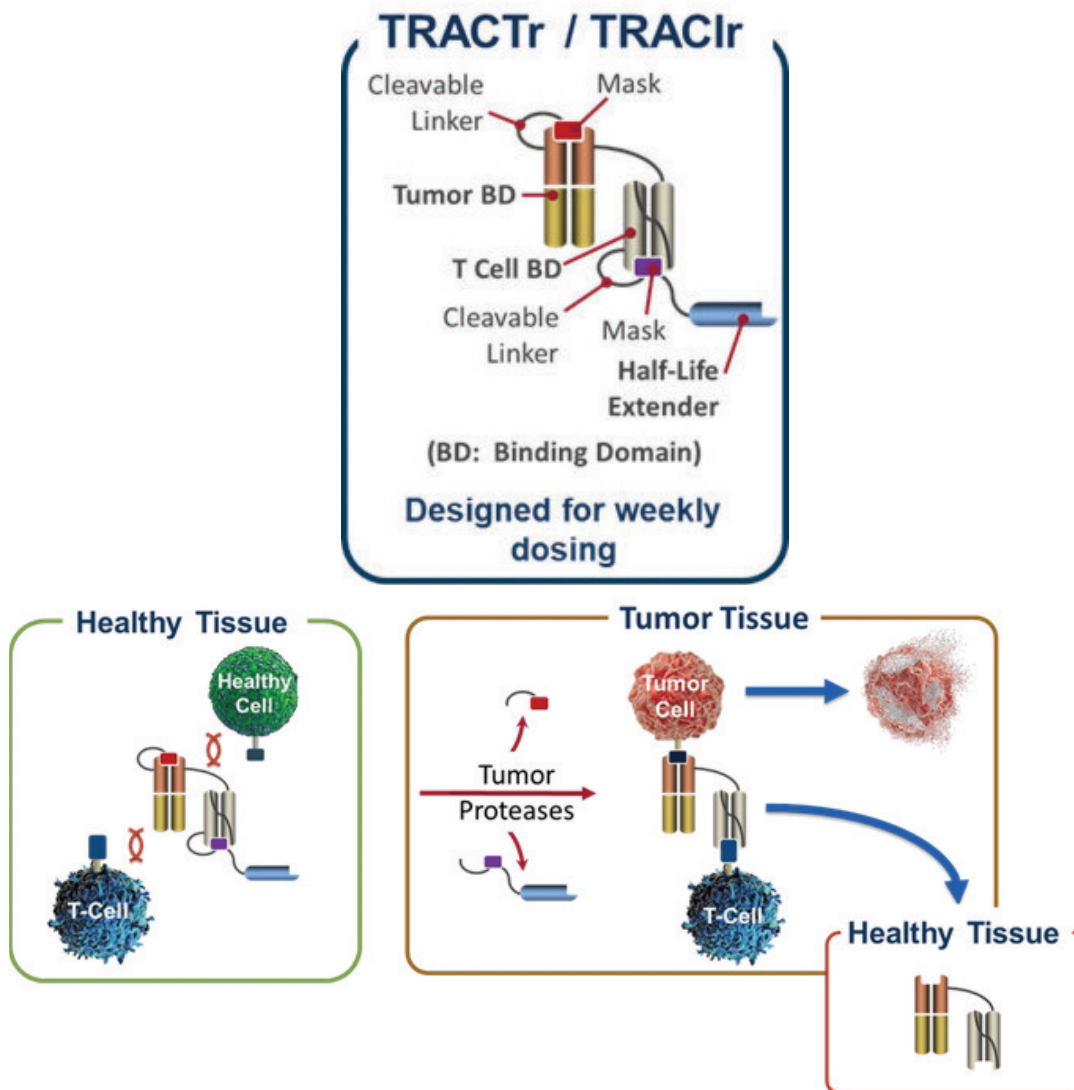 TRACTr / TRACIr
Cleavable
Linker
Mask
Tumor BD
T Cell BD
Cleavable
Linker
Mask
Half-Life
Extender
(BD: Binding Domain)
Designed for weekly
dosing
Healthy Tissue
Healthy
Cell
T-Cell
Tumor Tissue
Tumor
Cell
Tumor
Proteases
T-Cell
Healthy Tissue